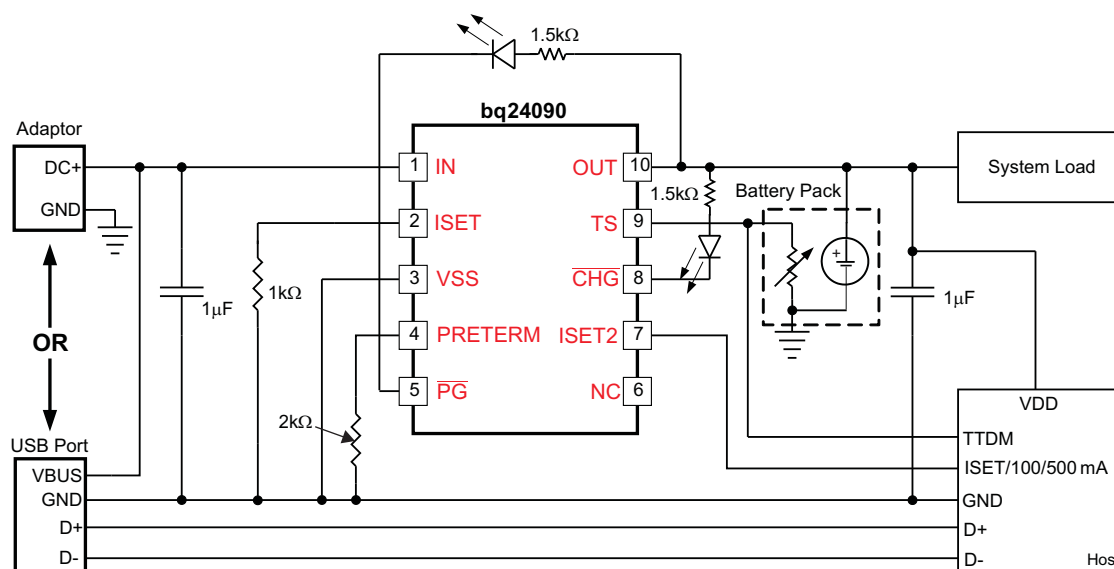 1.5kΩ
bq24090
Adaptor
DC+
GND
1
IN
2
ISET
3
VSS
4
PRETERM
5
PG
OUT
10
TS
9
CHG
8
ISET2
7
NC
6
1.5kΩ
Battery Pack
+
System Load
1μF
1kΩ
2kΩ
1μF
OR
USB Port
VBUS
GND
D+
D-
VDD
TTDM
ISET/100/500 mA
GND
D+
D-
Hos